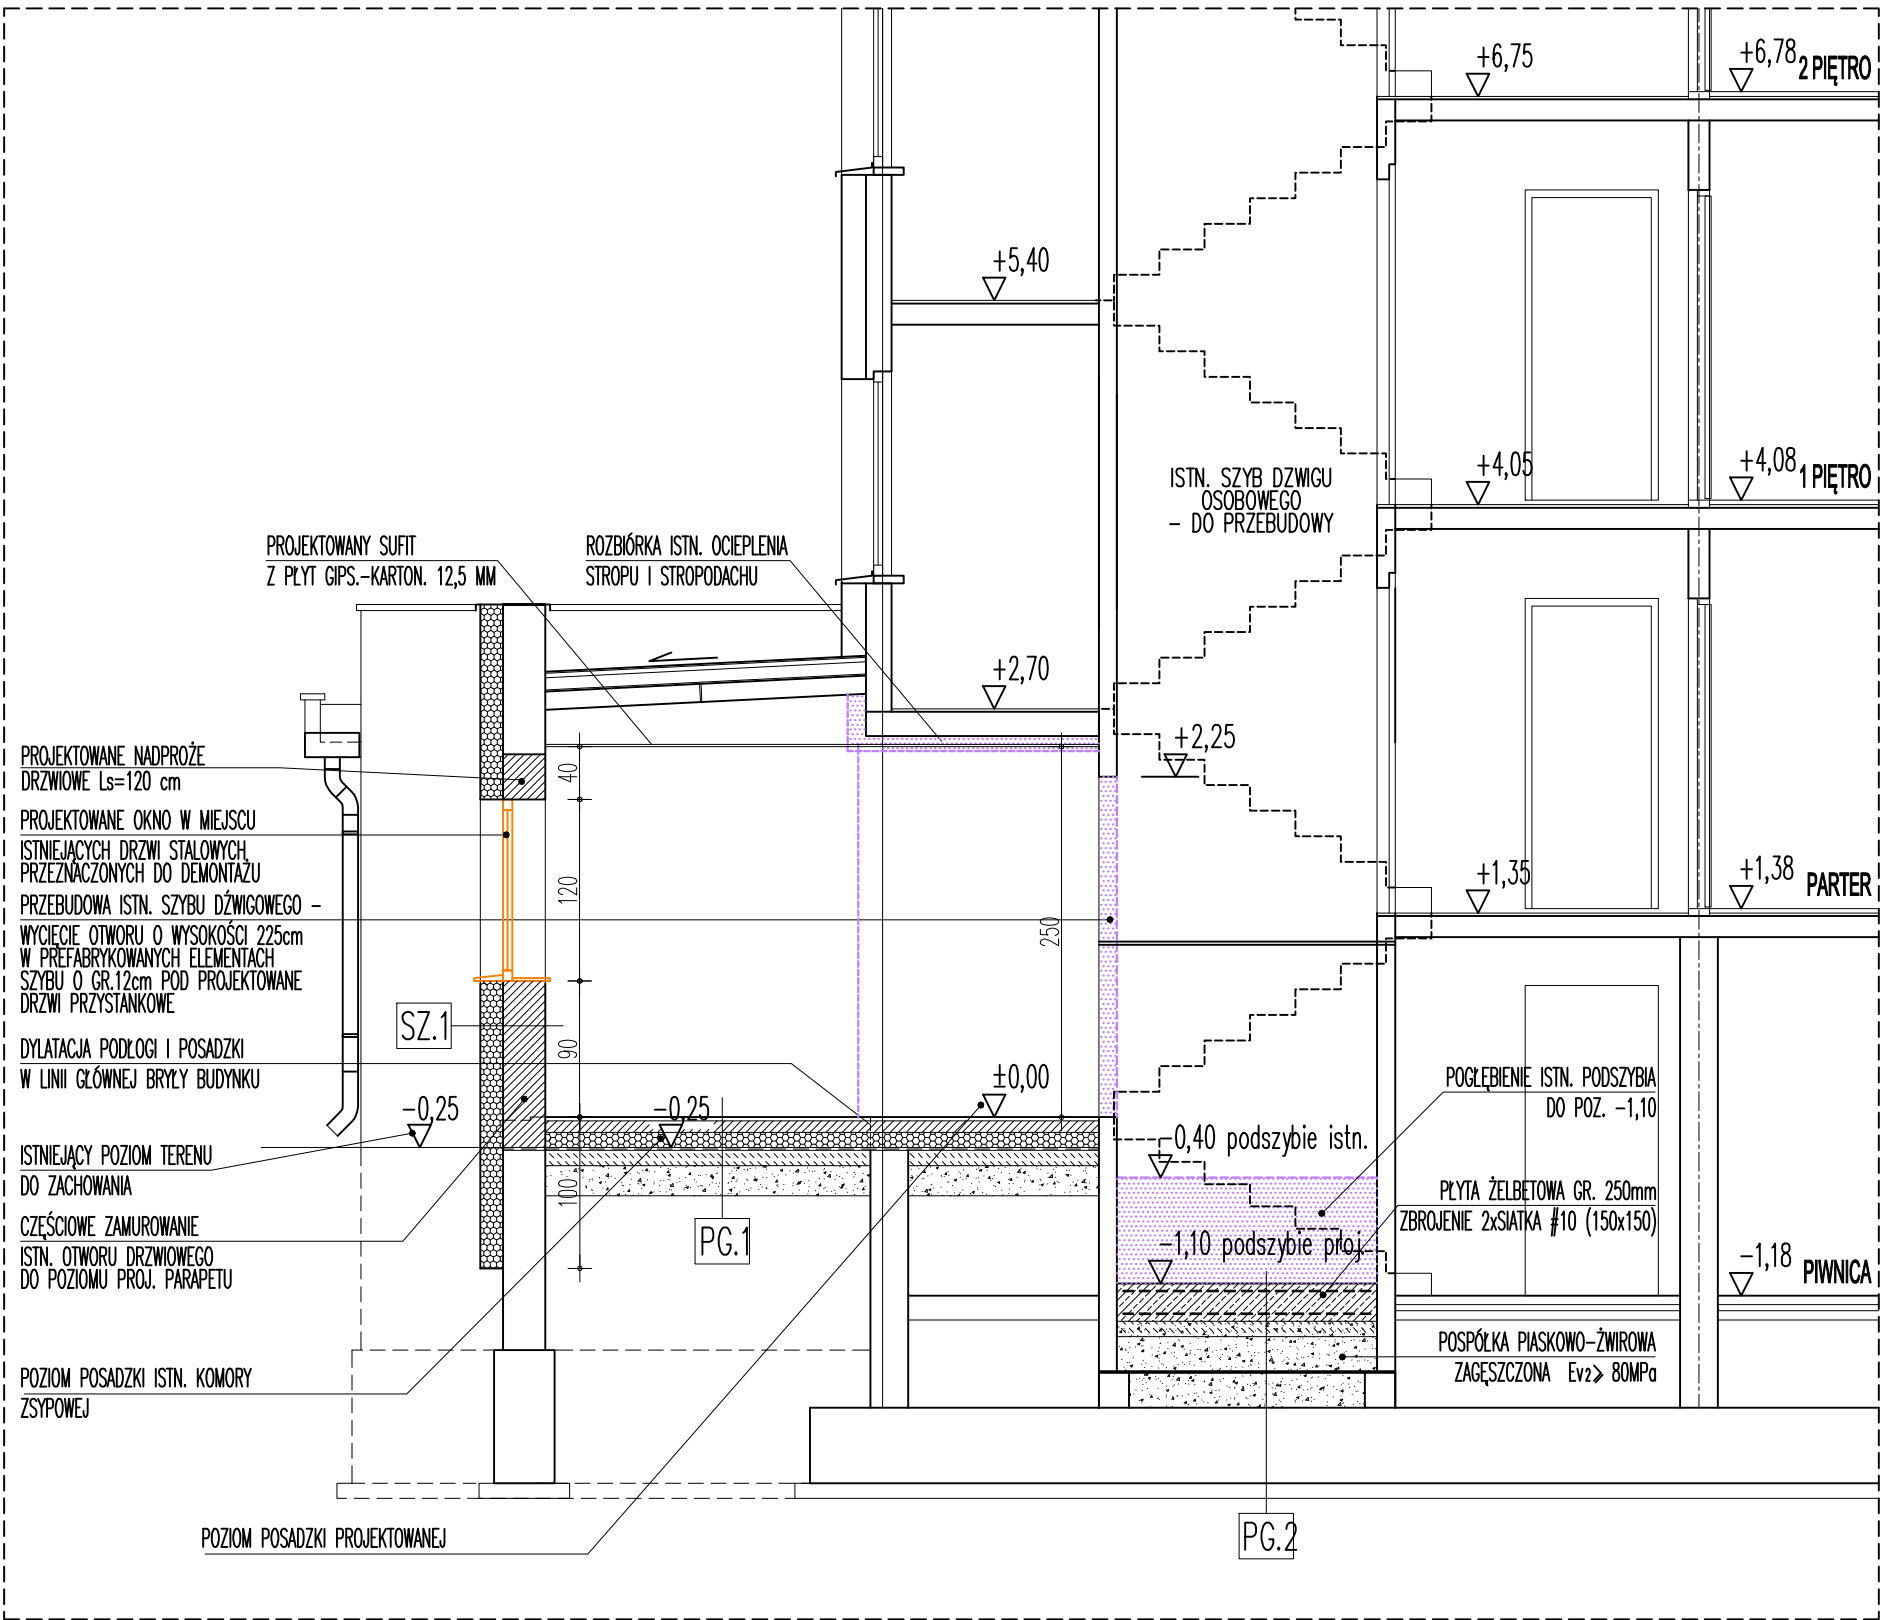 +6,75
+6,78
2 PIĘTRO
+5,40
ISTN. SZYB DZWIGU
OSOBOWEGO
- DO PRZEBUDOWY
+4,05
+4,08
1 PIĘTRO
PROJEKTOWANY SUFIT
Z PŁYT GIPS.-KARTON. 12,5 MM
ROZBIÓRKA ISTN. OCIEPLENIA
STROPU I STROPODACHU
+2,70
+2,25
PROJEKTOWANE NADPROŻE
DRZWIOWE Ls=120 cm
40
PROJEKTOWANE OKNO W MIEJSCU
ISTNIEJĄCYCH DRZWI STALOWYCH,
PRZEZNACZONYCH DO DEMONTAŻU
120
250
+1,35
+1,38
PARTER
PRZEBUDOWA ISTN. SZYBU DŹWIGOWEGO -
WYCIĘCIE OTWORU O WYSOKOŚCI 225cm
W PREFABRYKOWANYCH ELEMENTACH
SZYBU O GR.12cm POD PROJEKTOWANE
DRZWI PRZYSTANKOWE
SZ.1
90
DYLATACJA PODŁOGI I POSADZKI
W LINII GŁÓWNEJ BRYŁY BUDYNKU
±0,00
-0,25
-0,25
POGŁĘBIENIE ISTN. PODSZYBIA
DO POZ. -1,10
-0,40 podszybie istn.
ISTNIEJĄCY POZIOM TERENU
DO ZACHOWANIA
100
PŁYTA ŻELBETOWA GR. 250mm
ZBROJENIE 2xSIATKA #10 (150x150)
CZĘŚCIOWE ZAMUROWANIE
ISTN. OTWORU DRZWIOWEGO
DO POZIOMU PROJ. PARAPETU
PG.1
-1,10 podszybie proj.
-1,18
PIWNICA
POSPÓŁKA PIASKOWO-ŻWIROWA
ZAGĘSZCZONA Ev2⩾ 80MPa
POZIOM POSADZKI ISTN. KOMORY
ZSYPOWEJ
POZIOM POSADZKI PROJEKTOWANEJ
PG.2